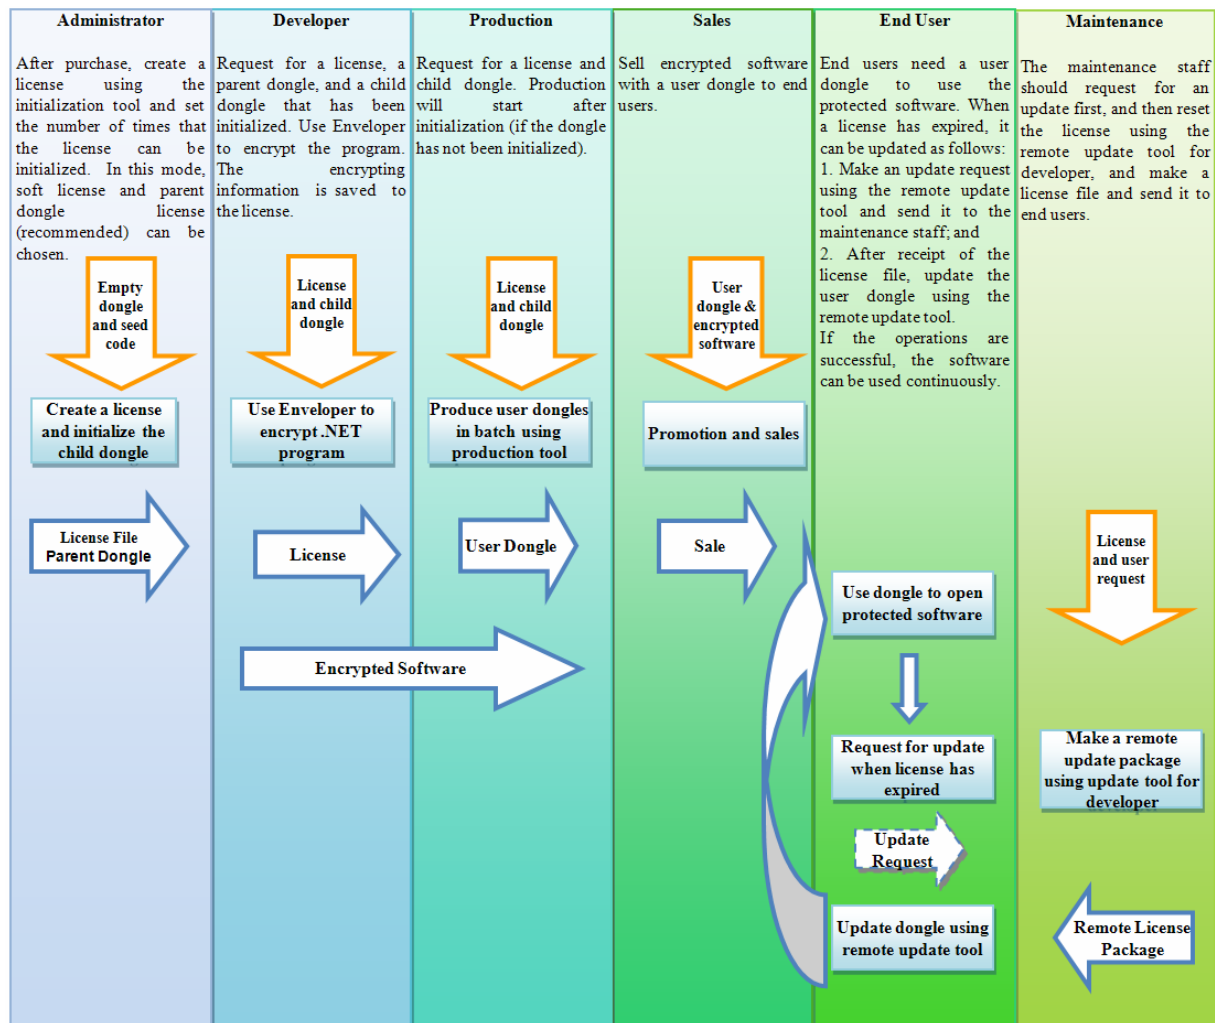 Administrator
After purchase, create a
license using the
initialization tool and set
the number of times that
the license can be
initialized. In this mode,
soft license and parent
dongle license
(recommended) can be
chosen.
Empty
dongle
and seed
code
Create a license
and initialize the
child dongle
License File
Parent Dongle
Developer
Request for a license, a
parent dongle, and a child
dongle that has been
initialized. Use Enveloper
to encrypt the program.
The encrypting
information is saved to
the license.
License
and child
dongle
Use Enveloper to
encrypt .NET
program
License
Encrypted Software
Production
Request for a license and
child dongle. Production
will start after
initialization (if the dongle
has not been initialized).
License
and child
dongle
Produce user dongles
in batch using
production tool
User Dongle
Sales
Sell encrypted software
with a user dongle to end
users.
User
dongle &
encrypted
software
Promotion and sales
Sale
End User
End users need a user
dongle to use the
protected software. When
a license has expired, it
can be updated as follows:
1. Make an update request
using the remote update
tool and send it to the
maintenance staff; and
2. After receipt of the
license file, update the
user dongle using the
remote update tool.
If the operations are
successful, the software
can be used continuously.
Use dongle to open
protected software
Request for update
when license has
expired
Update
Request
Update dongle using
remote update tool
Maintenance
The maintenance staff
should request for an
update first, and then reset
the license using the
remote update tool for
developer, and make a
license file and send it to
end users.
License
and user
request
Make a remote
update package
using update tool for
developer
Remote License
Package